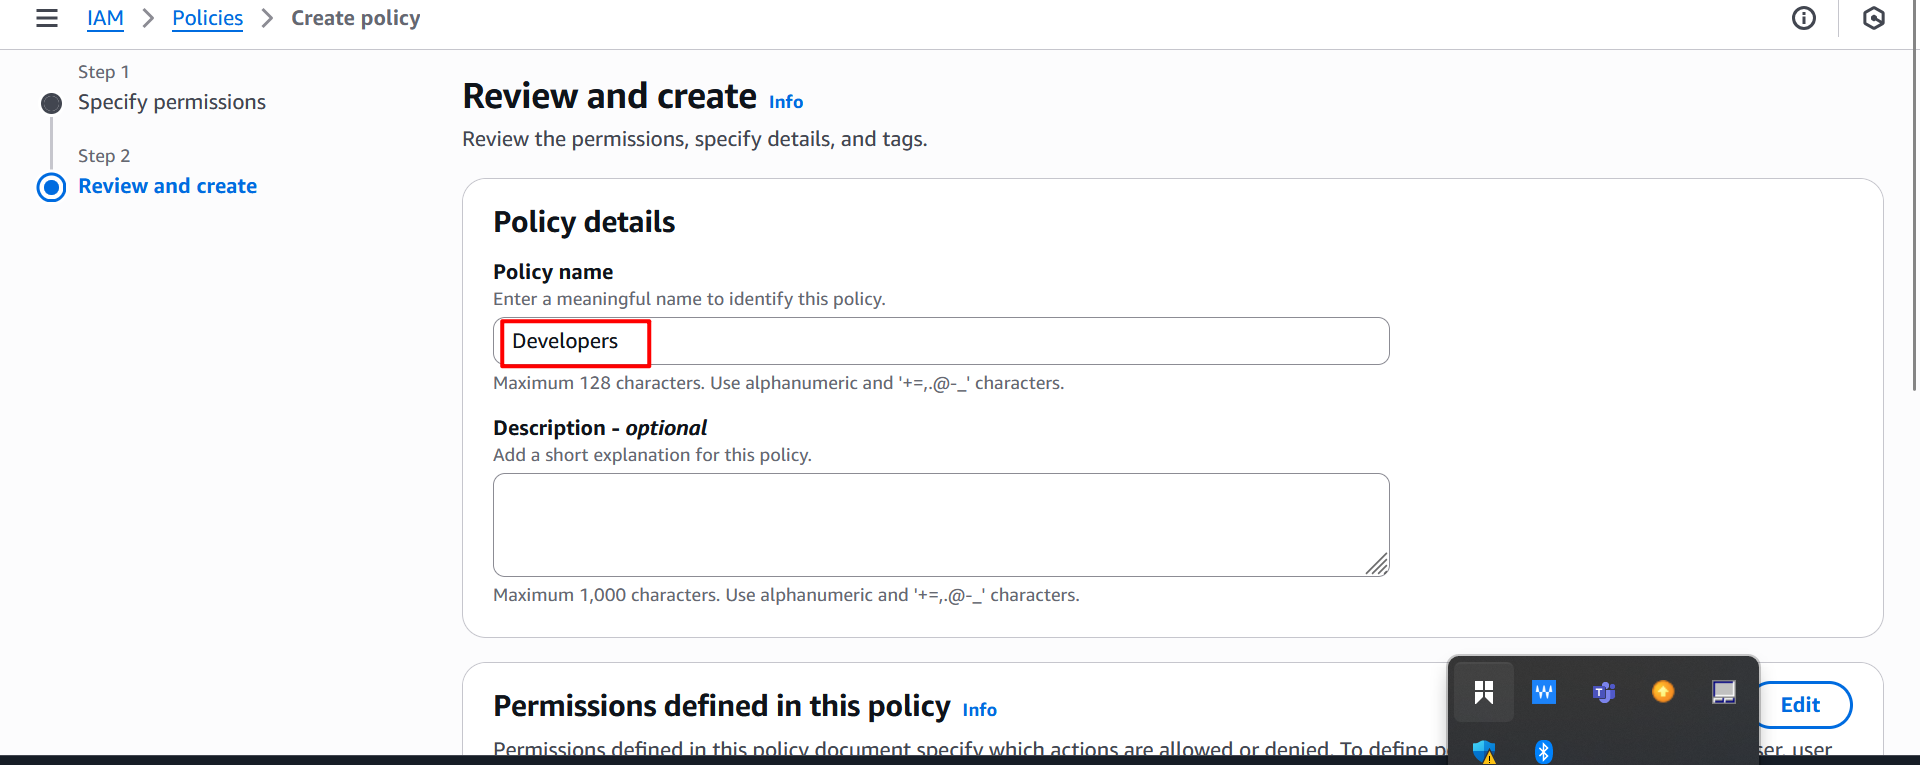 IAM > Policies > Create policy
Step 1
Specify permissions
Step 2
Review and create
Review and create Info
Review the permissions, specify details, and tags.
Policy details
Policy name
Enter a meaningful name to identify this policy.
Developers
Maximum 128 characters. Use alphanumeric and '+=,.@-_' characters.
Description - optional
Add a short explanation for this policy.
Maximum 1,000 characters. Use alphanumeric and '+=,.@-_' characters.
Permissions defined in this policy Info
Edit
Permissions defined in this policy document specify which actions are allowed or denied. To define user